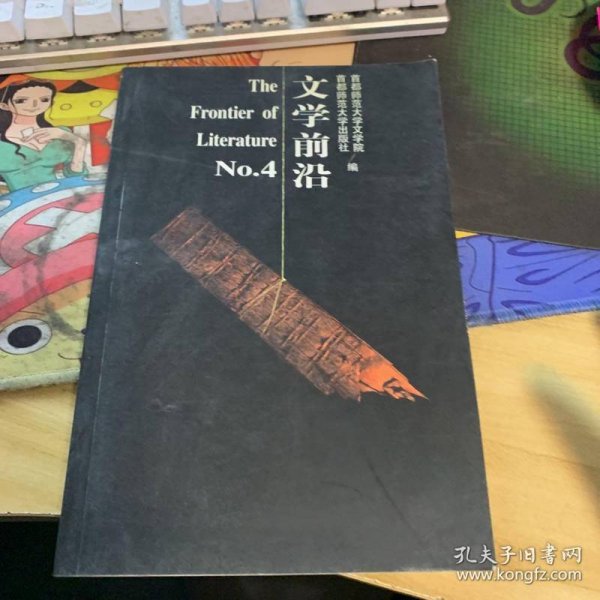 The
Frontier of
Literature
No.4
文学前沿
首都师范大学文学院
首都师范大学出版社
编
孔夫子旧书网
www.kongfz.com